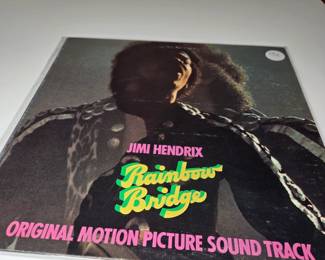 JIMI HENDRIX
Rainbow
Bridge
ORIGINAL MOTION PICTURE SOUND TRACK